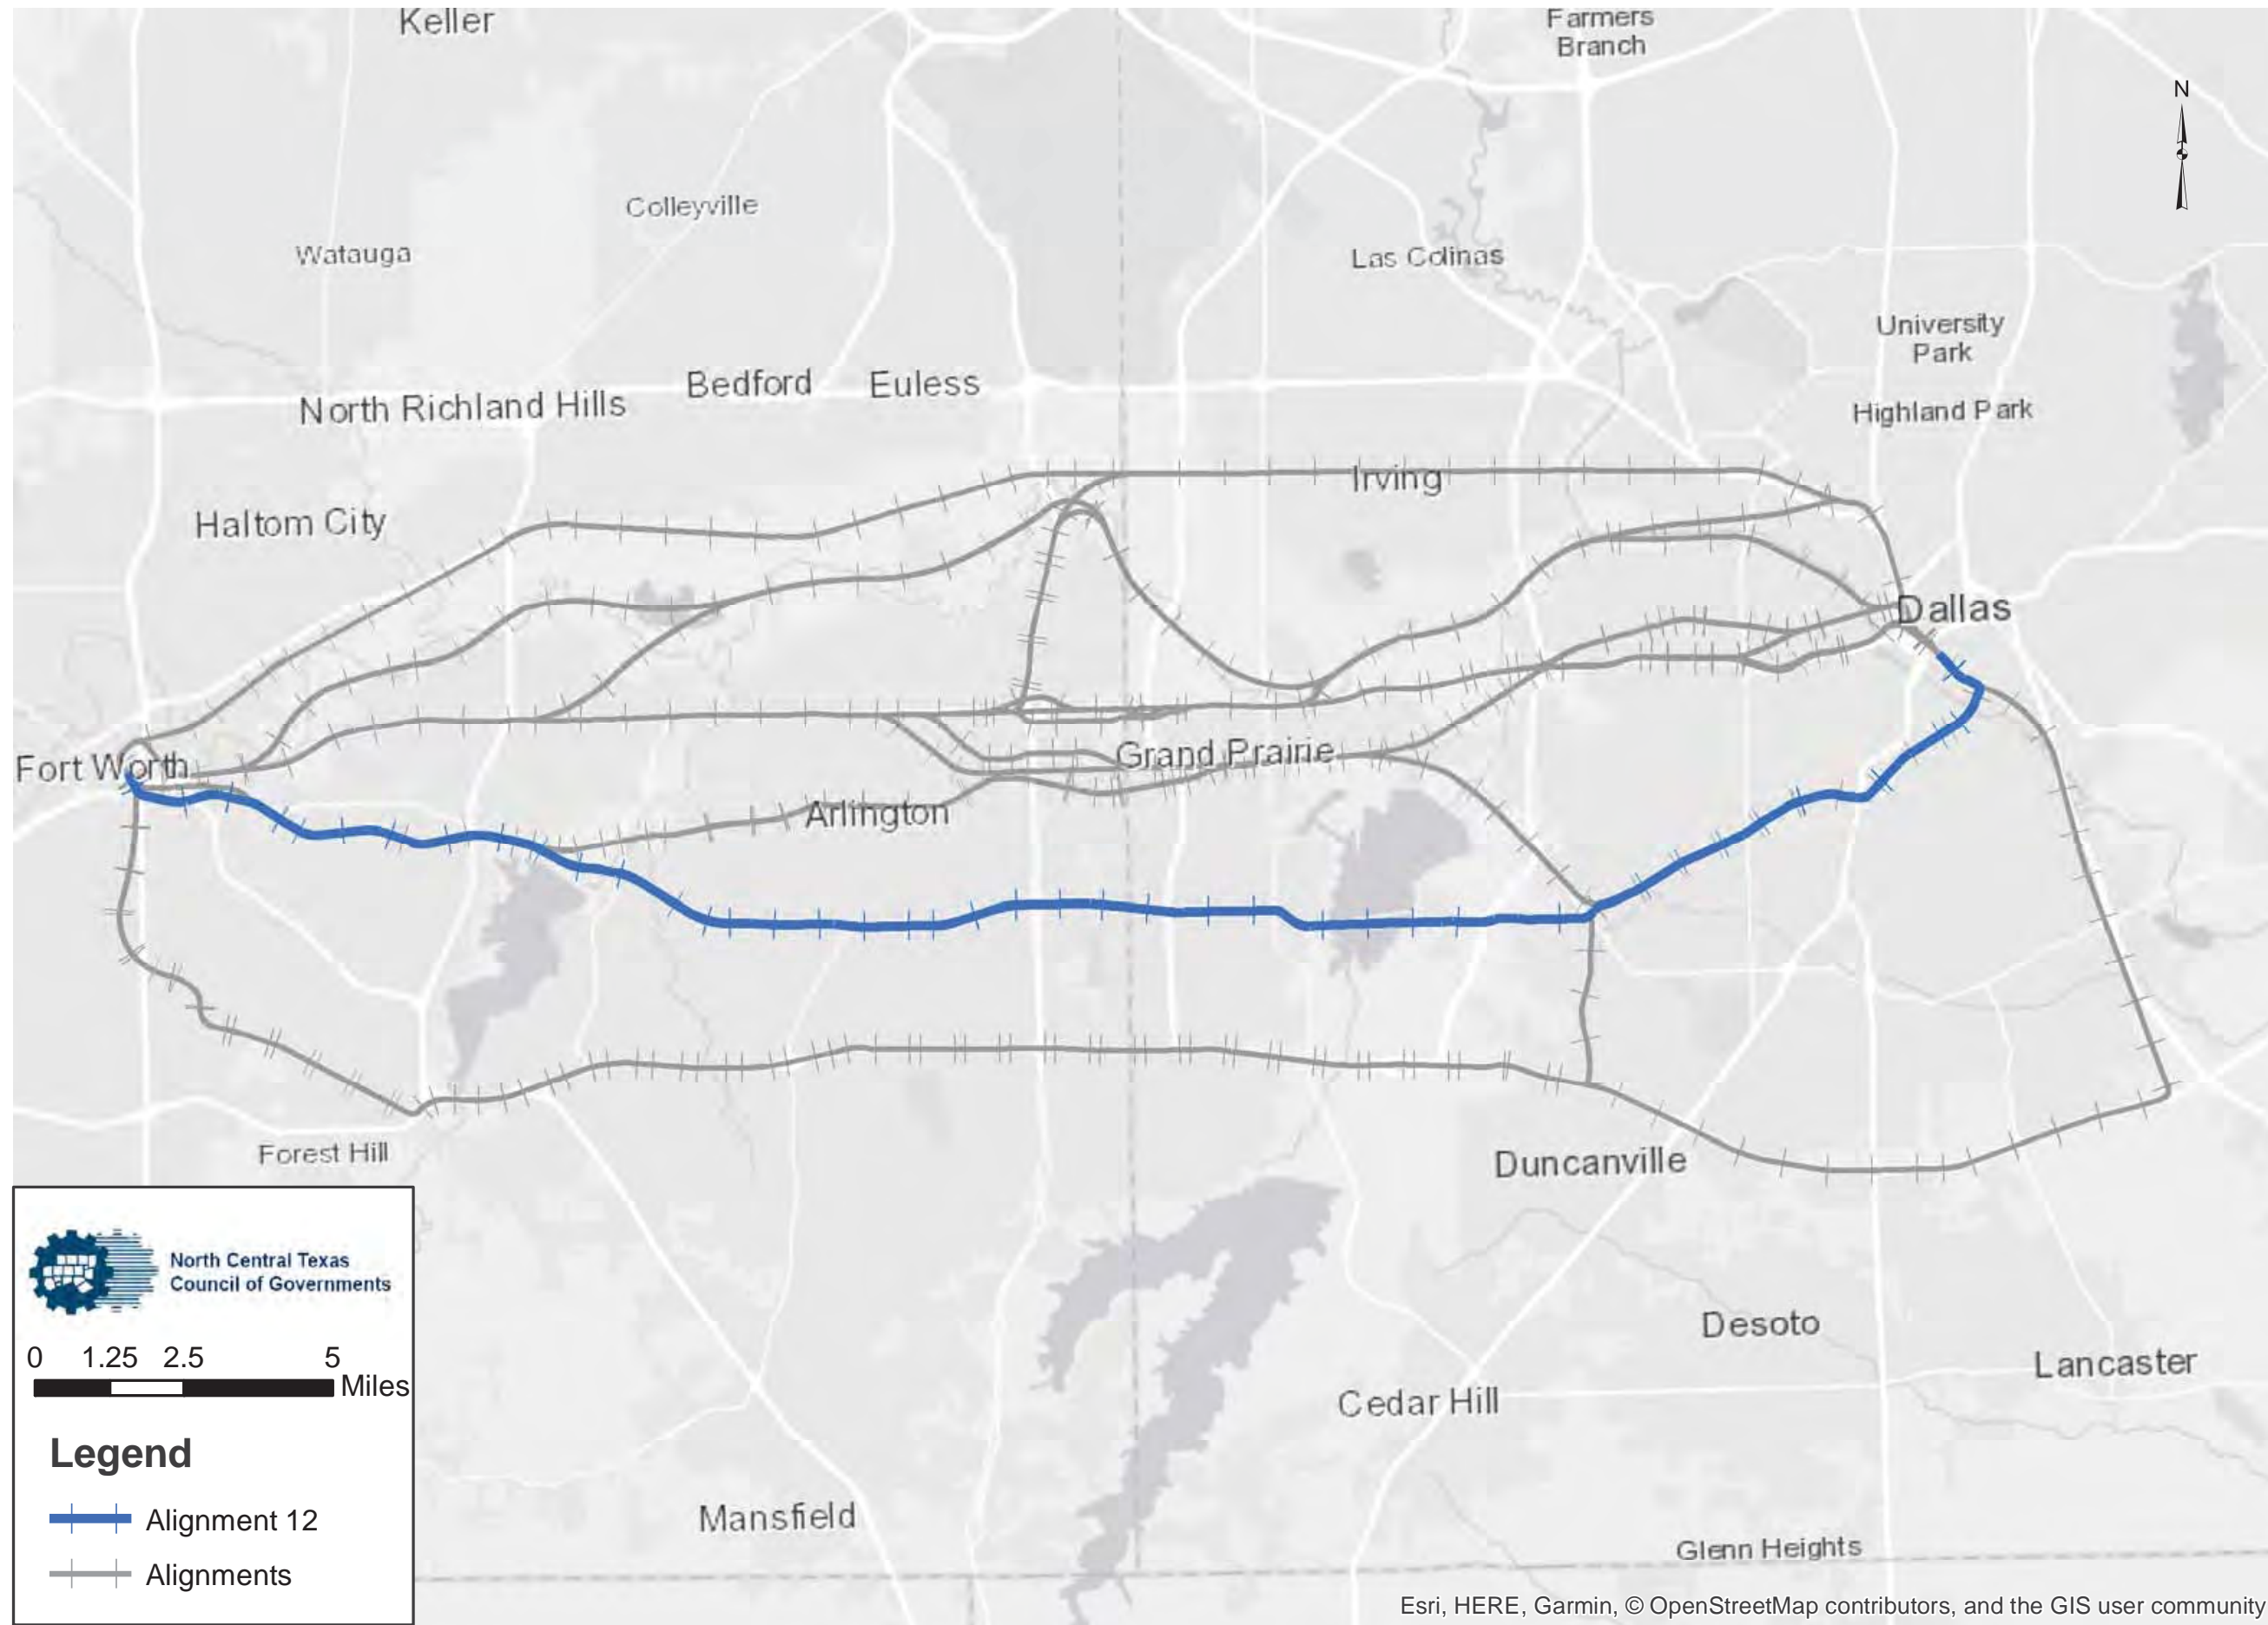 Keller
Farmers
Branch
N
Colleyville
Watauga
Las Colinas
University
Park
Bedford
Euless
North Richland Hills
Highland Park
Irving
Haltom City
Dallas
Fort Worth
Grand Prairie
Arlington
Forest Hill
Duncanville
North Central Texas
Council of Governments
0 1.25 2.5 5
Miles
Desoto
Lancaster
Cedar Hill
Legend
Mansfield
Alignment 12
Glenn Heights
Alignments
Esri, HERE, Garmin, © OpenStreetMap contributors, and the GIS user community